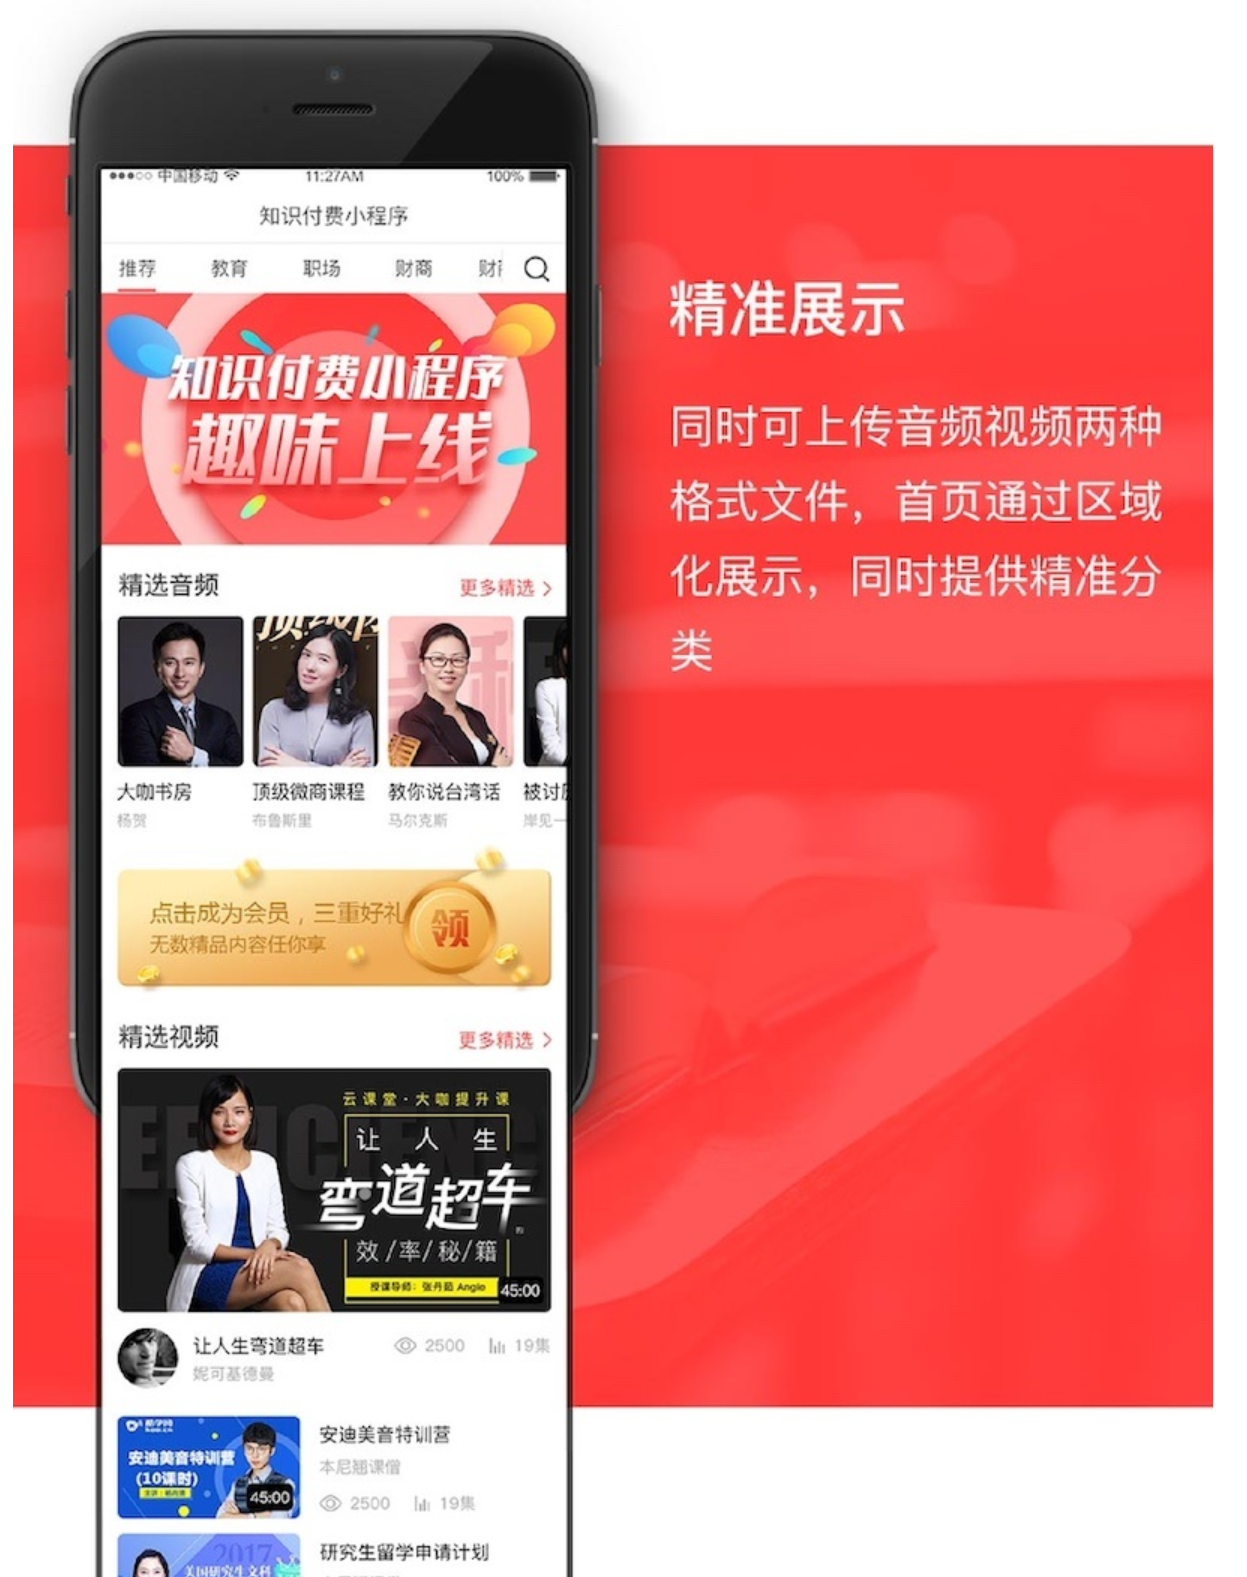 中国移动
11:27AM
100%
知识付费小程序
推荐 教育 职场 财商
知识付费小程序
趣味上线
精准展示
同时可上传音频视频两种
格式文件，首页通过区域
化展示，同时提供精准分
类
精选音频
更多精选
大咖书房
杨贺
顶级微商课程
布鲁斯里
教你说台湾话
马尔克斯
被讨
岸见一
点击成为会员，三重好礼
无数精品内容任你享
领
精选视频
更多精选
EFFICIENC
云课堂·大咖提升课
让人生
弯道超车
的
效/率/秘/籍
授课导师：张丹茹 Angie
45:00
让人生弯道超车
2500
19集
妮可基德曼
安迪美音特训营
(10课时)
45:00
安迪美音特训营
本尼翘课僧
2500
19集
2017
美国研究生文科
研究生留学申请计划